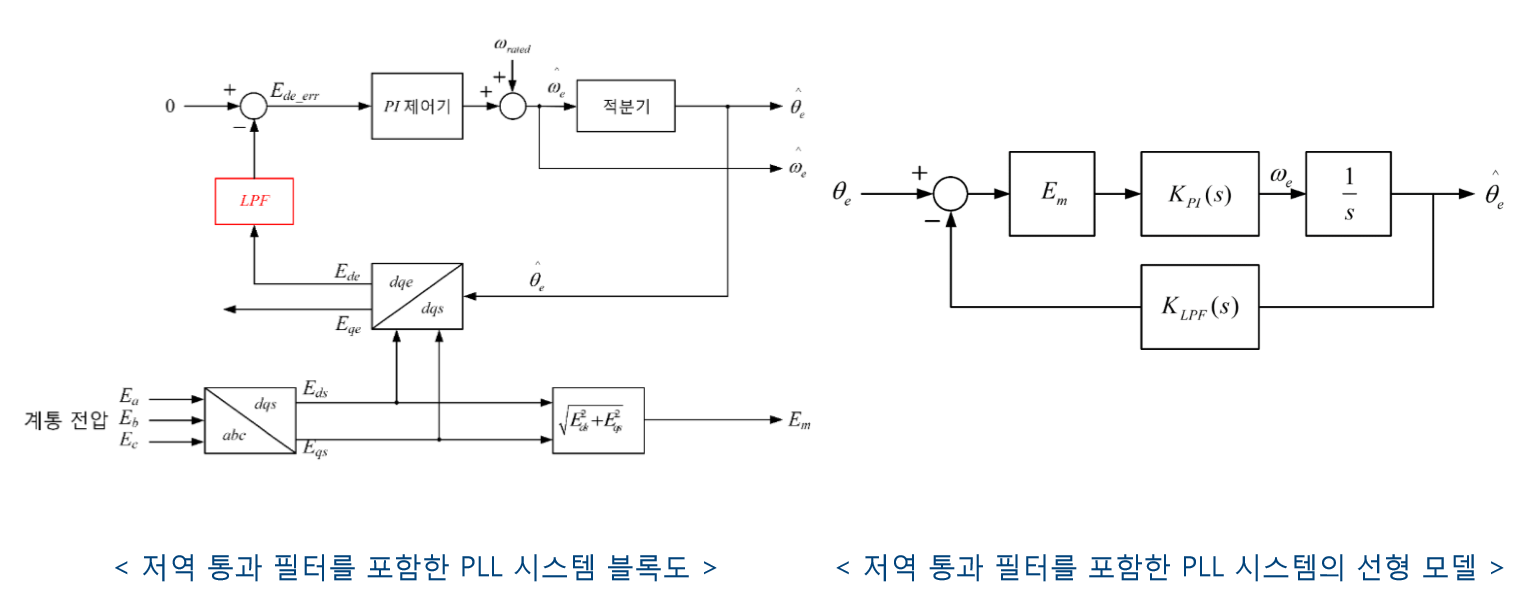 ω_rated
0
+
−
E_de_err
PI 제어기
+
+
ω̂_e
적분기
θ̂_e
ω̂_e
LPF
E_de
E_qe
dqe
dqs
θ̂_e
계통 전압
E_a
E_b
E_c
dqs
abc
E_ds
E_qs
√(E²_ds+E²_qs)
E_m
< 저역 통과 필터를 포함한 PLL 시스템 블록도 >
θ_e
+
−
E_m
K_PI(s)
ω_e
1/s
θ̂_e
K_LPF(s)
< 저역 통과 필터를 포함한 PLL 시스템의 선형 모델 >